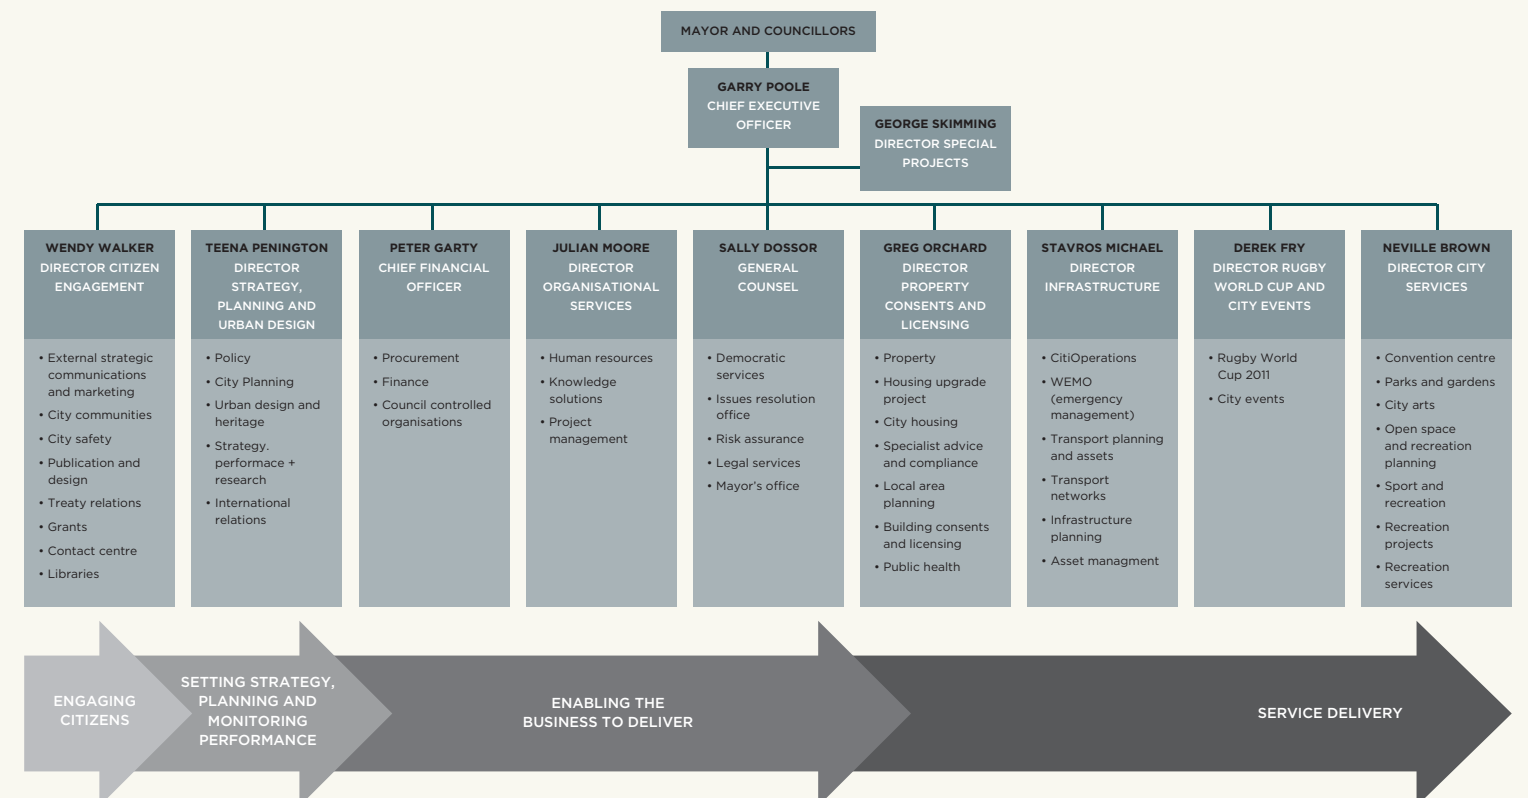 MAYOR AND COUNCILLORS
GARRY POOLE
CHIEF EXECUTIVE
OFFICER
GEORGE SKIMMING
DIRECTOR SPECIAL
PROJECTS
WENDY WALKER
DIRECTOR CITIZEN
ENGAGEMENT
• External strategic
communications
and marketing
• City communities
• City safety
• Publication and
design
• Treaty relations
• Grants
• Contact centre
• Libraries
TEENA PENINGTON
DIRECTOR
STRATEGY,
PLANNING AND
URBAN DESIGN
• Policy
• City Planning
• Urban design and
heritage
• Strategy.
performace +
research
• International
relations
PETER GARTY
CHIEF FINANCIAL
OFFICER
• Procurement
• Finance
• Council controlled
organisations
JULIAN MOORE
DIRECTOR
ORGANISATIONAL
SERVICES
• Human resources
• Knowledge
solutions
• Project
management
SALLY DOSSOR
GENERAL
COUNSEL
• Democratic
services
• Issues resolution
office
• Risk assurance
• Legal services
• Mayor's office
GREG ORCHARD
DIRECTOR
PROPERTY
CONSENTS AND
LICENSING
• Property
• Housing upgrade
project
• City housing
• Specialist advice
and compliance
• Local area
planning
• Building consents
and licensing
• Public health
STAVROS MICHAEL
DIRECTOR
INFRASTRUCTURE
• CitiOperations
• WEMO
(emergency
management)
• Transport planning
and assets
• Transport
networks
• Infrastructure
planning
• Asset managment
DEREK FRY
DIRECTOR RUGBY
WORLD CUP AND
CITY EVENTS
• Rugby World
Cup 2011
• City events
NEVILLE BROWN
DIRECTOR CITY
SERVICES
• Convention centre
• Parks and gardens
• City arts
• Open space
and recreation
planning
• Sport and
recreation
• Recreation
projects
• Recreation
services
ENGAGING
CITIZENS
SETTING STRATEGY,
PLANNING AND
MONITORING
PERFORMANCE
ENABLING THE
BUSINESS TO DELIVER
SERVICE DELIVERY